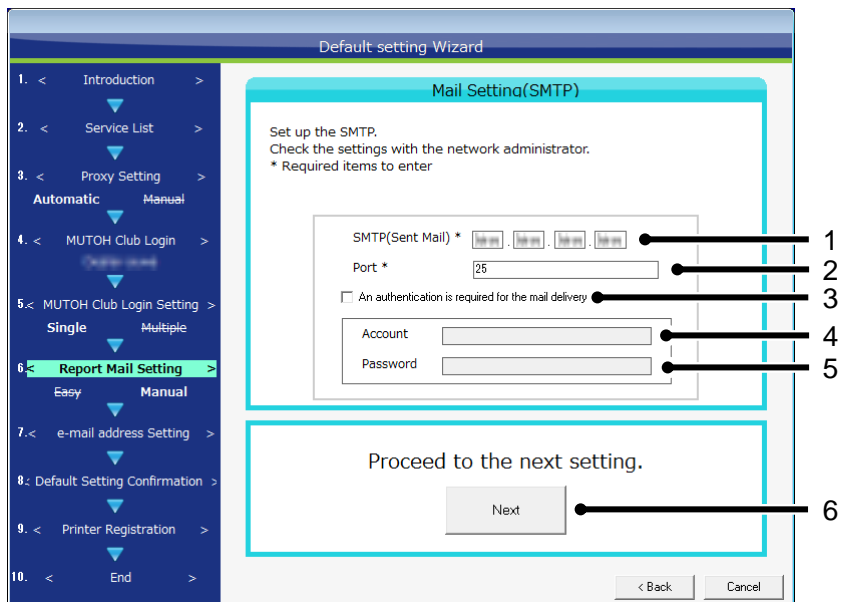 Default setting Wizard
1. < Introduction >
2. < Service List >
3. < Proxy Setting >
Automatic Manual
4. < MUTOH Club Login >
5.< MUTOH Club Login Setting >
Single Multiple
6.< Report Mail Setting >
Easy Manual
7.< e-mail address Setting >
8.< Default Setting Confirmation >
9. < Printer Registration >
10. < End >
Mail Setting(SMTP)
Set up the SMTP.
Check the settings with the network administrator.
* Required items to enter
SMTP(Sent Mail) * . . . 1
Port * 25 2
An authentication is required for the mail delivery 3
Account 4
Password 5
Proceed to the next setting.
Next 6
< Back Cancel